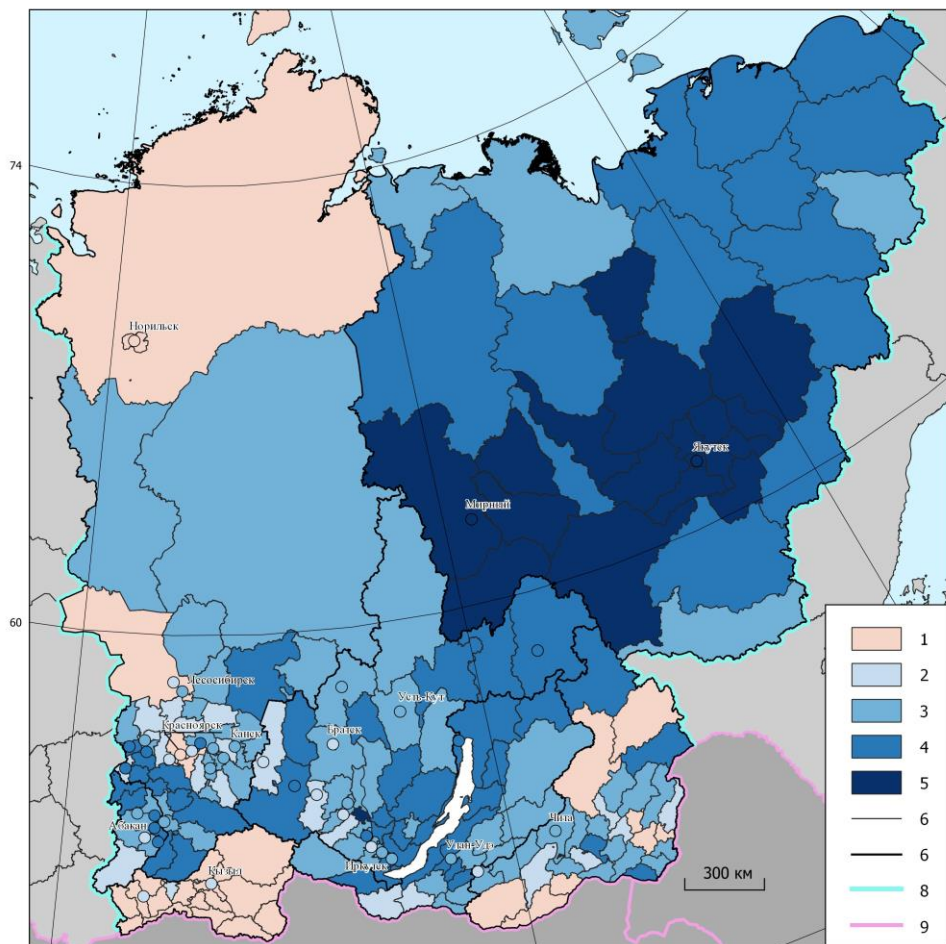 74
Норильск
Якутск
Мирный
60
Лесосибирск
Усть-Кут
Красноярск
Канск
Братск
Абакан
Чита
Улан-Удэ
Иркутск
Кызыл
300 км
1
2
3
4
5
6
6
8
9